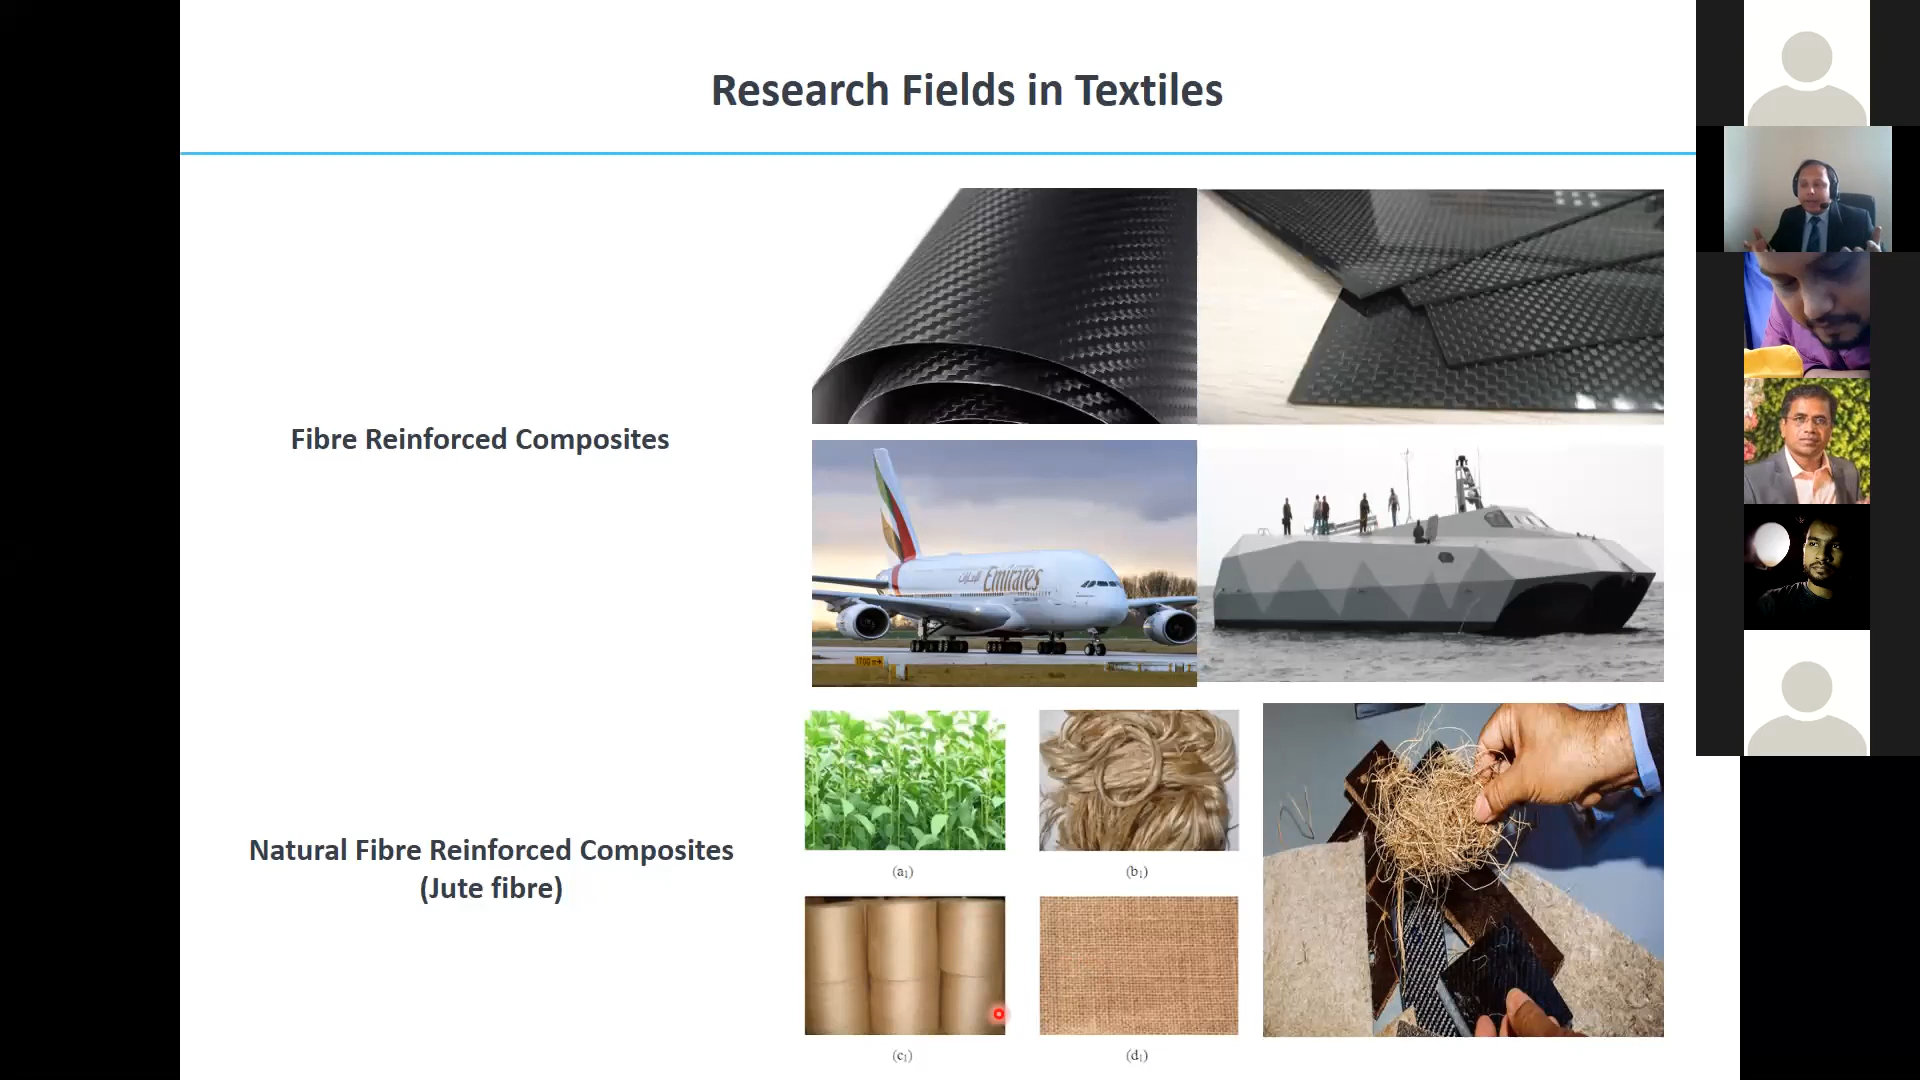 Research Fields in Textiles
Fibre Reinforced Composites
Emirates
Natural Fibre Reinforced Composites
(Jute fibre)
(a₁)
(b₁)
(c₁)
(d₁)